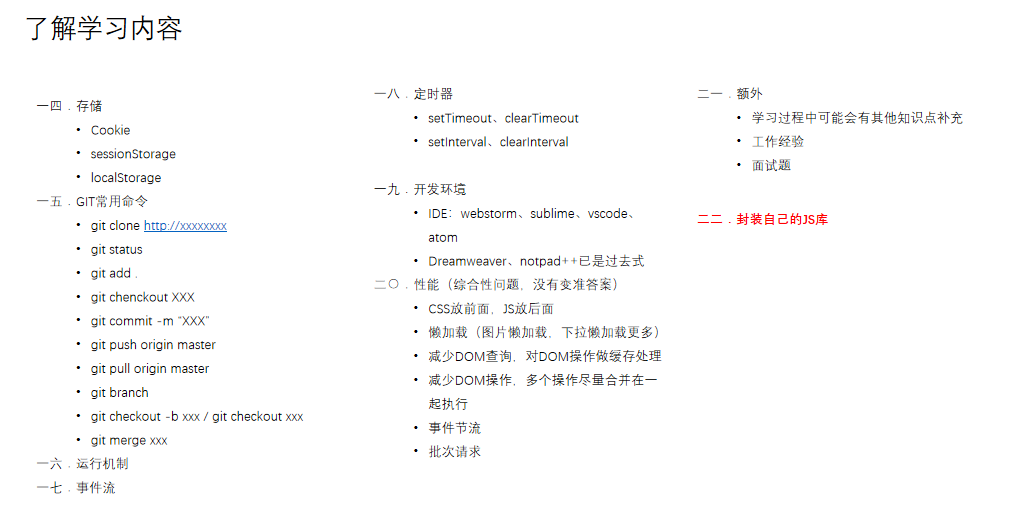 了解学习内容
一四．存储
• Cookie
• sessionStorage
• localStorage
一五．GIT常用命令
• git clone http://xxxxxxxx
• git status
• git add .
• git chenckout XXX
• git commit -m "XXX"
• git push origin master
• git pull origin master
• git branch
• git checkout -b xxx / git checkout xxx
• git merge xxx
一六．运行机制
一七．事件流
一八．定时器
• setTimeout、clearTimeout
• setInterval、clearInterval
一九．开发环境
• IDE：webstorm、sublime、vscode、
atom
• Dreamweaver、notpad++已是过去式
二〇．性能（综合性问题，没有变准答案）
• CSS放前面，JS放后面
• 懒加载（图片懒加载，下拉懒加载更多）
• 减少DOM查询，对DOM操作做缓存处理
• 减少DOM操作，多个操作尽量合并在一
起执行
• 事件节流
• 批次请求
二一．额外
• 学习过程中可能会有其他知识点补充
• 工作经验
• 面试题
二二．封装自己的JS库